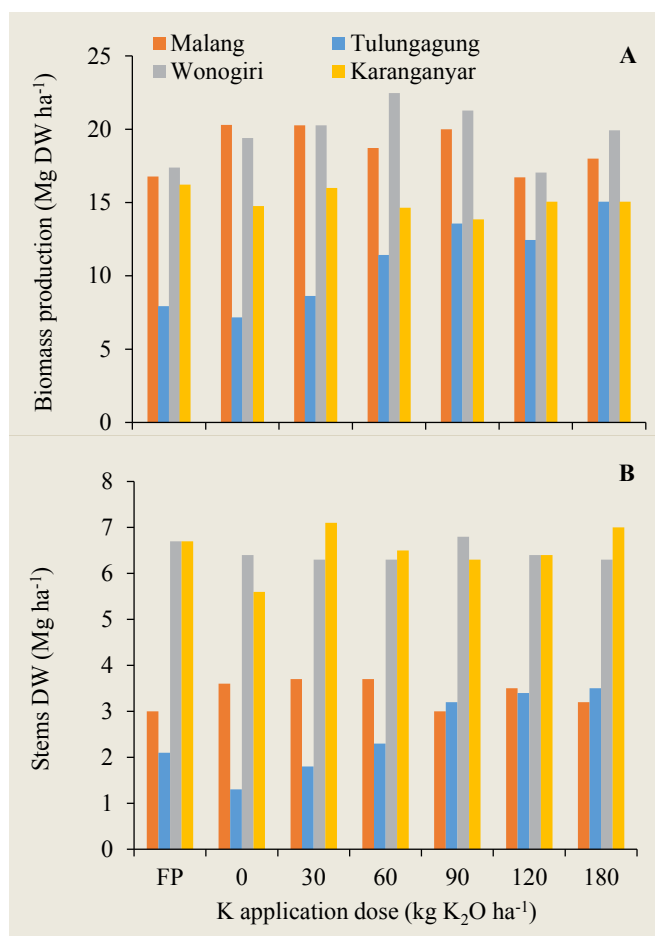 Malang Tulungagung
Wonogiri Karanganyar
A
25
20
15
10
5
0
Biomass production (Mg DW ha⁻¹)
B
8
7
6
5
4
3
2
1
0
Stems DW (Mg ha⁻¹)
FP 0 30 60 90 120 180
K application dose (kg K₂O ha⁻¹)